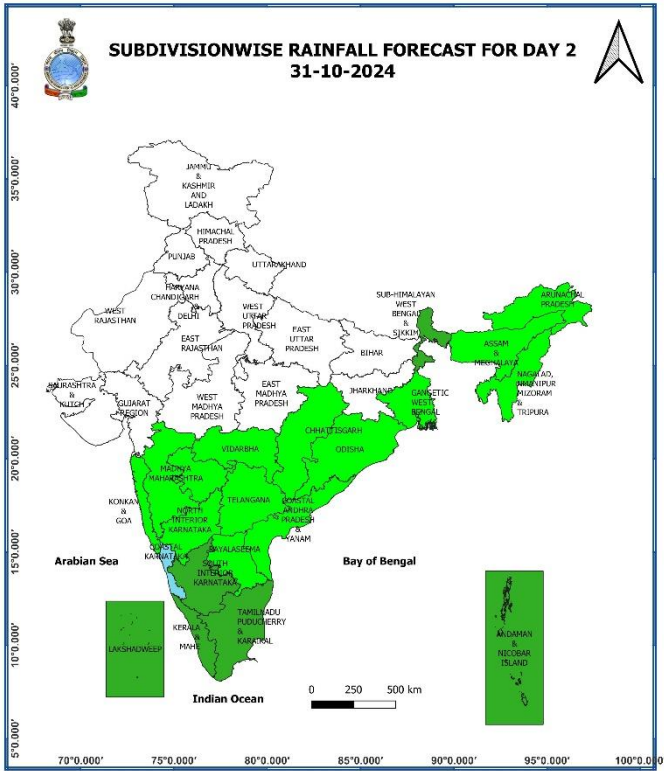 SUBDIVISIONWISE RAINFALL FORECAST FOR DAY 2
31-10-2024
40°0.000'
35°0.000'
30°0.000'
25°0.000'
20°0.000'
15°0.000'
10°0.000'
5°0.000'
JAMMU
&
KASHMIR
AND
LADAKH
HIMACHAL
PRADESH
PUNJAB
UTTARAKHAND
HARYANA
CHANDIGARH
&
DELHI
WEST
RAJASTHAN
WEST
UTTAR
PRADESH
EAST
RAJASTHAN
EAST
UTTAR
PRADESH
SUB-HIMALAYAN
WEST
BENGAL
&
SIKKIM
ARUNACHAL
PRADESH
ASSAM
&
MEGHALAYA
BIHAR
NAGALAND,
MANIPUR
MIZORAM
&
TRIPURA
SAURASHTRA
&
KUTCH
GUJARAT
REGION
WEST
MADHYA
PRADESH
EAST
MADHYA
PRADESH
JHARKHAND
GANGETIC
WEST
BENGAL
CHHATTISGARH
ODISHA
VIDARBHA
MADHYA
MAHARASHTRA
TELANGANA
KONKAN
&
GOA
NORTH
INTERIOR
KARNATAKA
COASTAL
ANDHRA
PRADESH
&
YANAM
COASTAL
KARNATAKA
RAYALASEEMA
SOUTH
INTERIOR
KARNATAKA
Arabian Sea
Bay of Bengal
TAMILNADU
PUDUCHERRY
&
KARAIKAL
KERALA
&
MAHE
LAKSHADWEEP
ANDAMAN
&
NICOBAR
ISLAND
Indian Ocean
0 250 500 km
70°0.000' 75°0.000' 80°0.000' 85°0.000' 90°0.000' 95°0.000' 100°0.000'